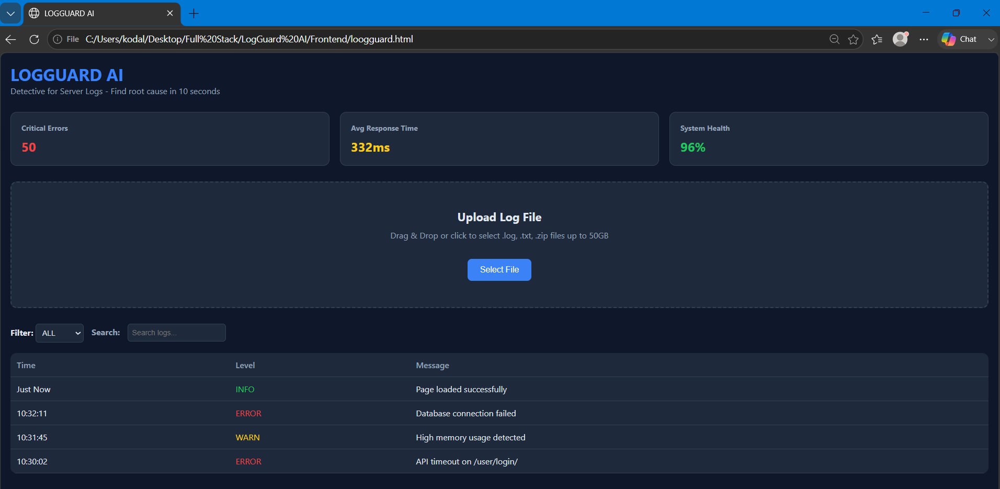 LOGGUARD AI
File C:/Users/kodal/Desktop/Full%20Stack/LogGuard%20AI/Frontend/loogguard.html
Chat
LOGGUARD AI
Detective for Server Logs - Find root cause in 10 seconds
Critical Errors
50
Avg Response Time
332ms
System Health
96%
Upload Log File
Drag & Drop or click to select .log, .txt, .zip files up to 50GB
Select File
Filter: ALL Search: Search logs...
Time Level Message
Just Now INFO Page loaded successfully
10:32:11 ERROR Database connection failed
10:31:45 WARN High memory usage detected
10:30:02 ERROR API timeout on /user/login/